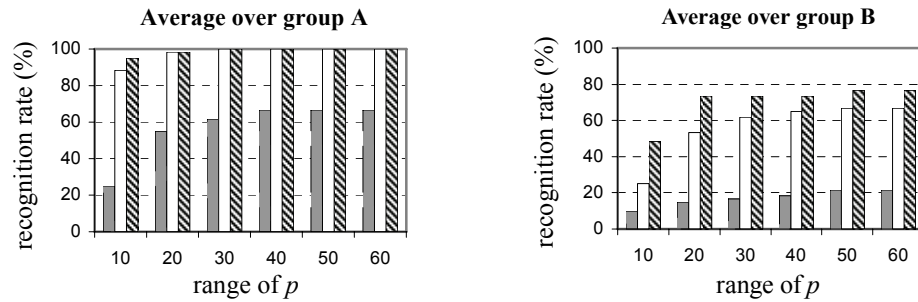 Average over group A
recognition rate (%)
100
80
60
40
20
0
10 20 30 40 50 60
range of p
Average over group B
recognition rate (%)
100
80
60
40
20
0
10 20 30 40 50 60
range of p